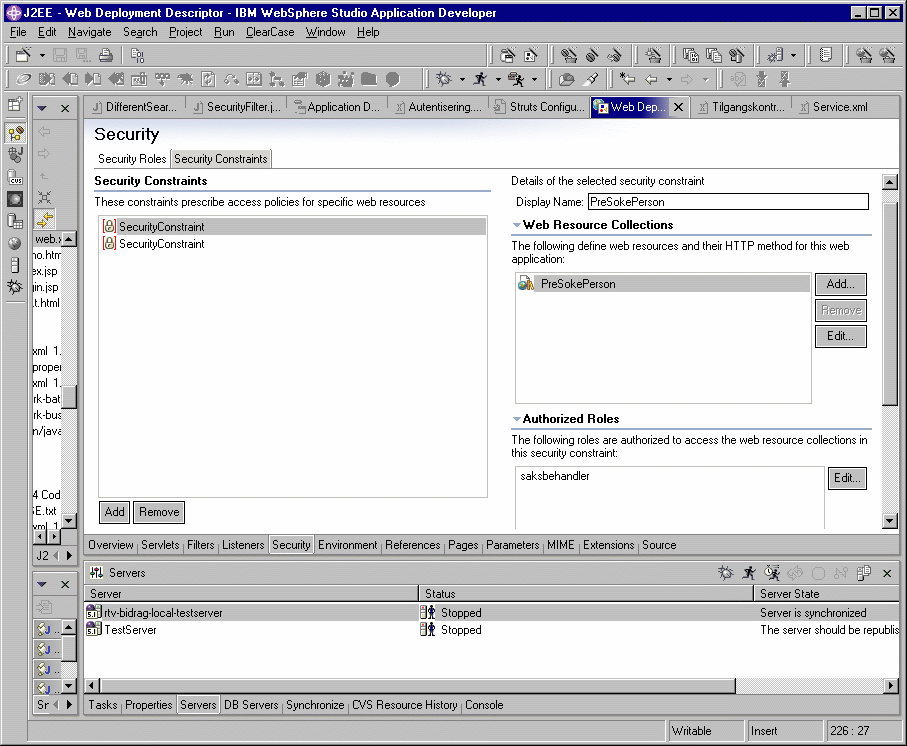 J2EE - Web Deployment Descriptor - IBM WebSphere Studio Application Developer
File Edit Navigate Search Project Run ClearCase Window Help
DifferentSear... SecurityFilter.j... Application D... Autentisering.... Struts Configu... Web Dep... Tilgangskontr... Service.xml
Security
Security Roles Security Constraints
Security Constraints
These constraints prescribe access policies for specific web resources
SecurityConstraint
SecurityConstraint
Add Remove
Details of the selected security constraint
Display Name: PreSokePerson
Web Resource Collections
The following define web resources and their HTTP method for this web
application:
PreSokePerson
Add...
Remove
Edit...
Authorized Roles
The following roles are authorized to access the web resource collections in
this security constraint:
saksbehandler
Edit...
web.x
no.htm
ex.jsp
gin.jsp
lt.html
xml 1.
proper
xml 1.
rk-bat
rk-bus
n/java
4 Cod
SE.txt
xml 1.
J2
Overview Servlets Filters Listeners Security Environment References Pages Parameters MIME Extensions Source
Servers
Server Status Server State
rtv-bidrag-local-testserver Stopped Server is synchronized
TestServer Stopped The server should be republis
J ..
J ..
J ..
J ..
Sr
Tasks Properties Servers DB Servers Synchronize CVS Resource History Console
Writable Insert 226 : 27